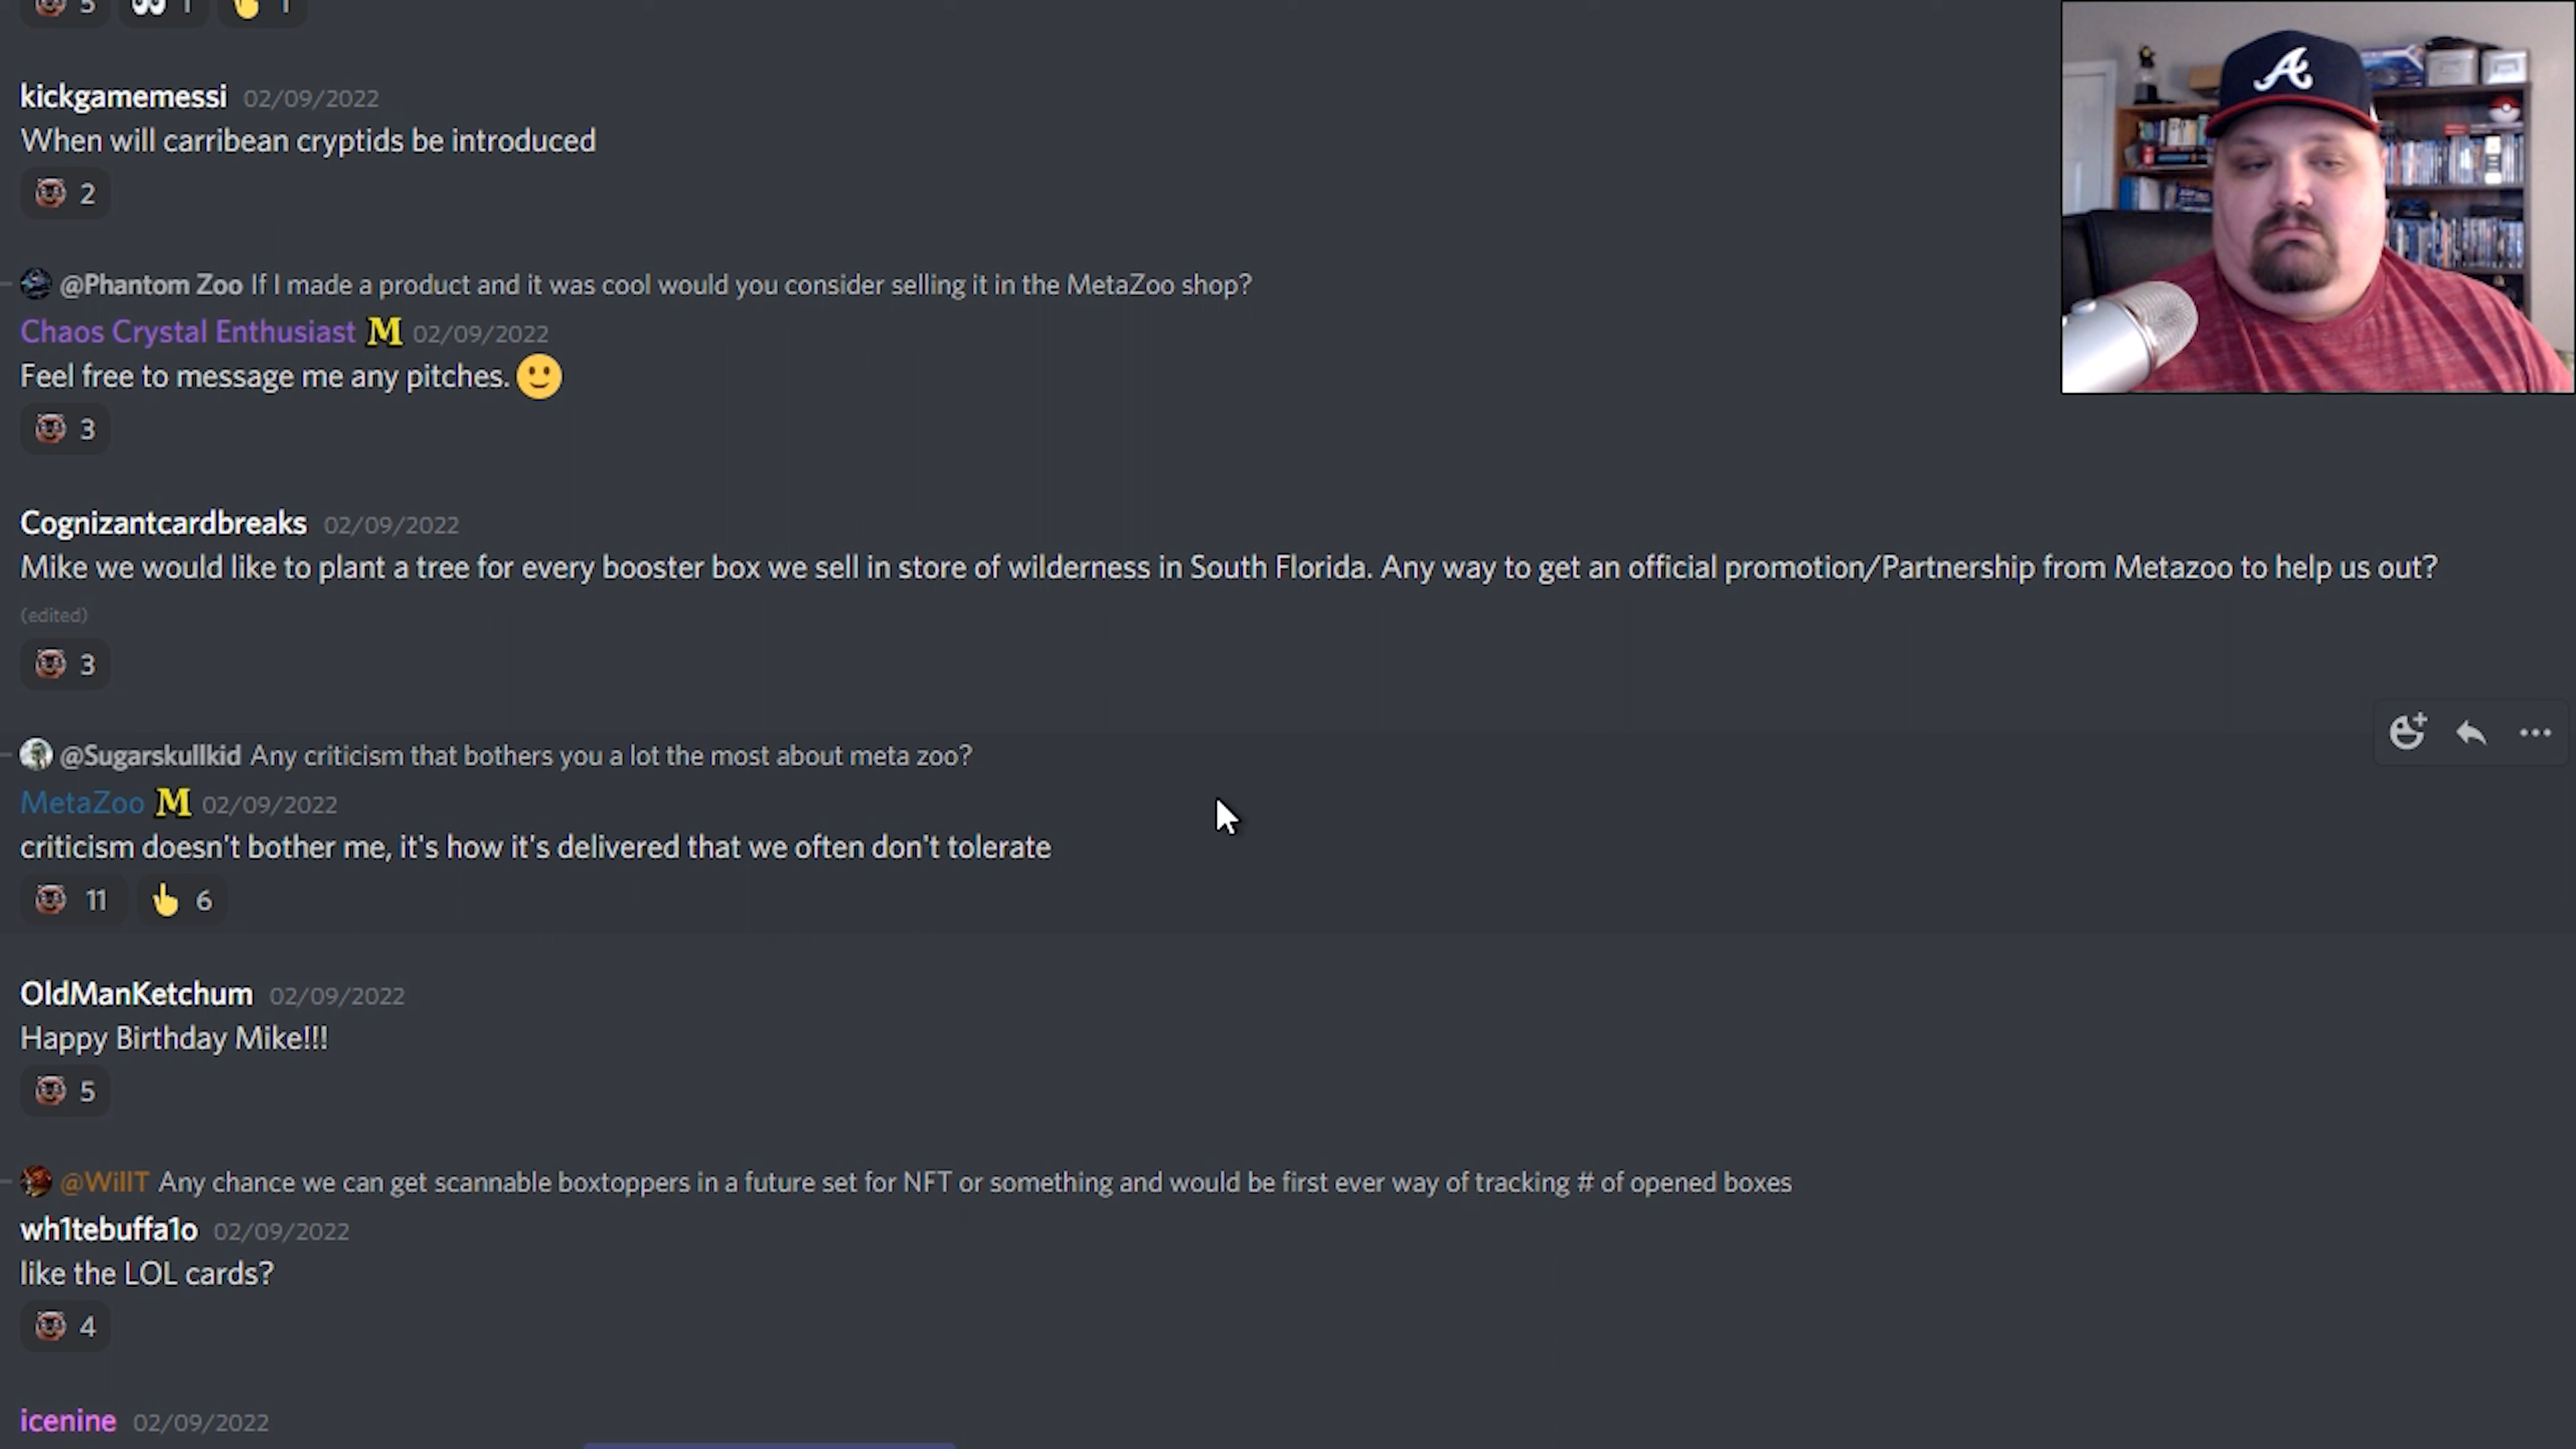 5 1 1
kickgamemessi 02/09/2022
When will carribean cryptids be introduced
2
@Phantom Zoo If I made a product and it was cool would you consider selling it in the MetaZoo shop?
Chaos Crystal Enthusiast M 02/09/2022
Feel free to message me any pitches.
3
Cognizantcardbreaks 02/09/2022
Mike we would like to plant a tree for every booster box we sell in store of wilderness in South Florida. Any way to get an official promotion/Partnership from Metazoo to help us out?
(edited)
3
@Sugarskullkid Any criticism that bothers you a lot the most about meta zoo?
MetaZoo M 02/09/2022
criticism doesn't bother me, it's how it's delivered that we often don't tolerate
11 6
OldManKetchum 02/09/2022
Happy Birthday Mike!!!
5
@WillT Any chance we can get scannable boxtoppers in a future set for NFT or something and would be first ever way of tracking # of opened boxes
wh1tebuffa1o 02/09/2022
like the LOL cards?
4
icenine 02/09/2022
A